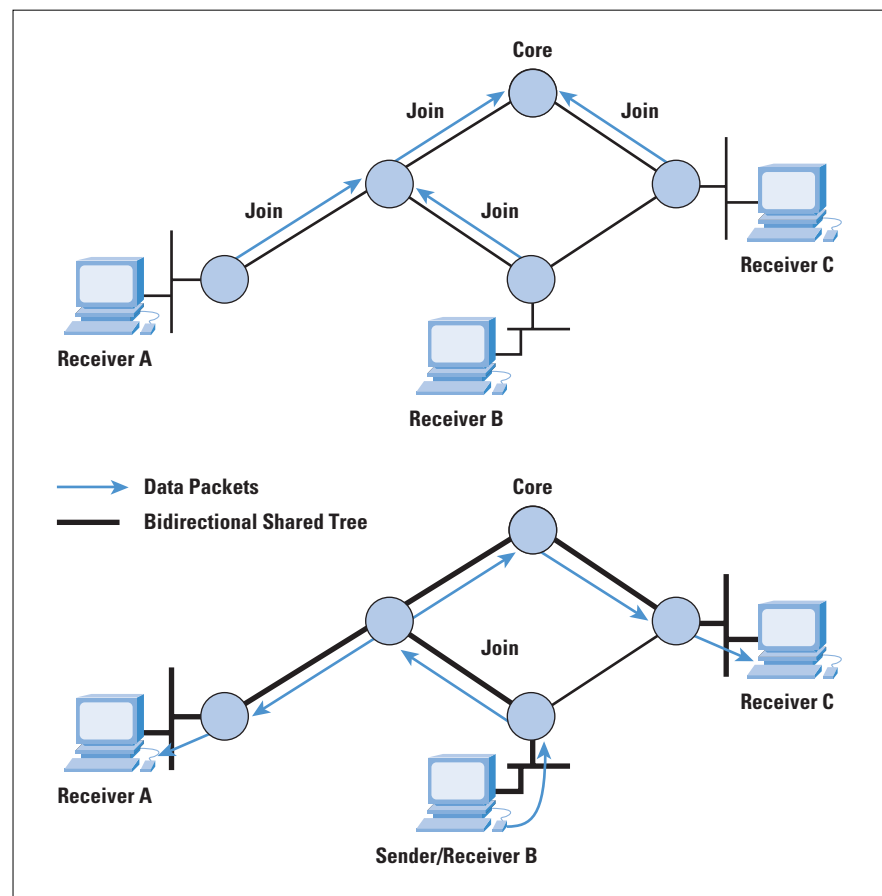 Core
Join
Join
Join
Join
Receiver C
Receiver A
Receiver B
Data Packets
Core
Bidirectional Shared Tree
Join
Receiver C
Receiver A
Sender/Receiver B